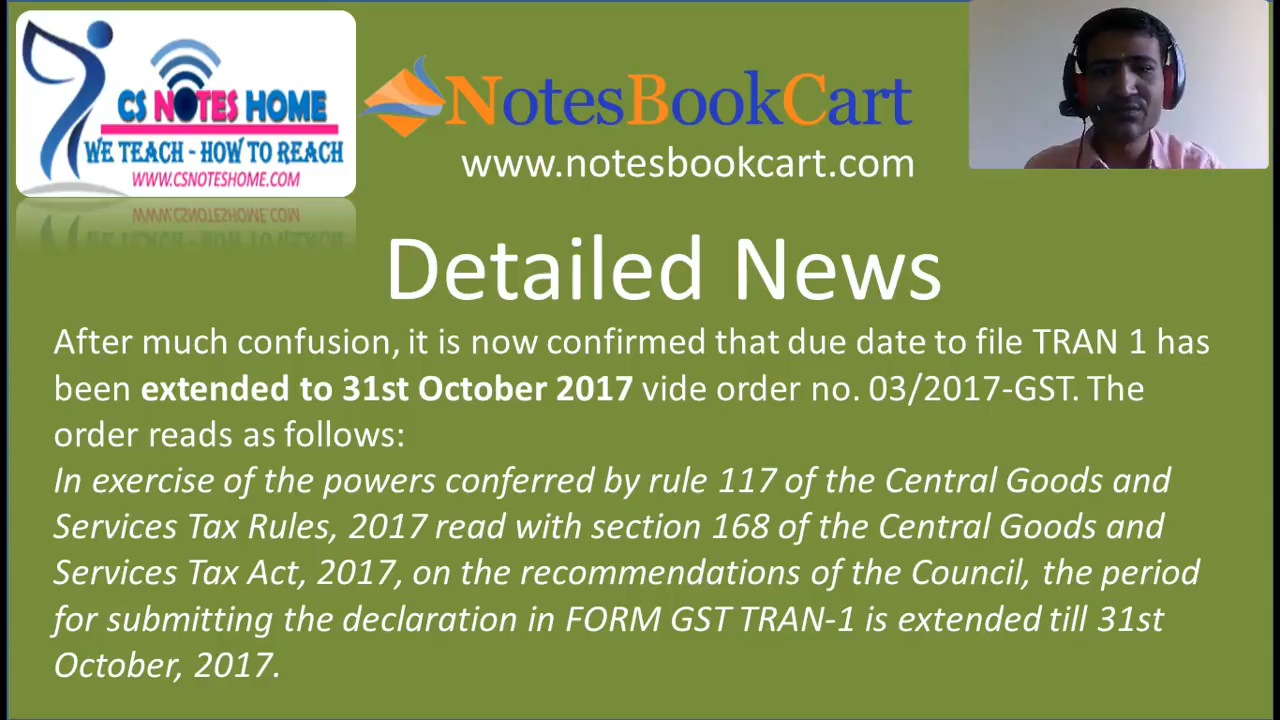 CS NOTES HOME
WE TEACH - HOW TO REACH
WWW.CSNOTESHOME.COM
NotesBookCart
www.notesbookcart.com
Detailed News
After much confusion, it is now confirmed that due date to file TRAN 1 has
been extended to 31st October 2017 vide order no. 03/2017-GST. The
order reads as follows:
In exercise of the powers conferred by rule 117 of the Central Goods and
Services Tax Rules, 2017 read with section 168 of the Central Goods and
Services Tax Act, 2017, on the recommendations of the Council, the period
for submitting the declaration in FORM GST TRAN-1 is extended till 31st
October, 2017.